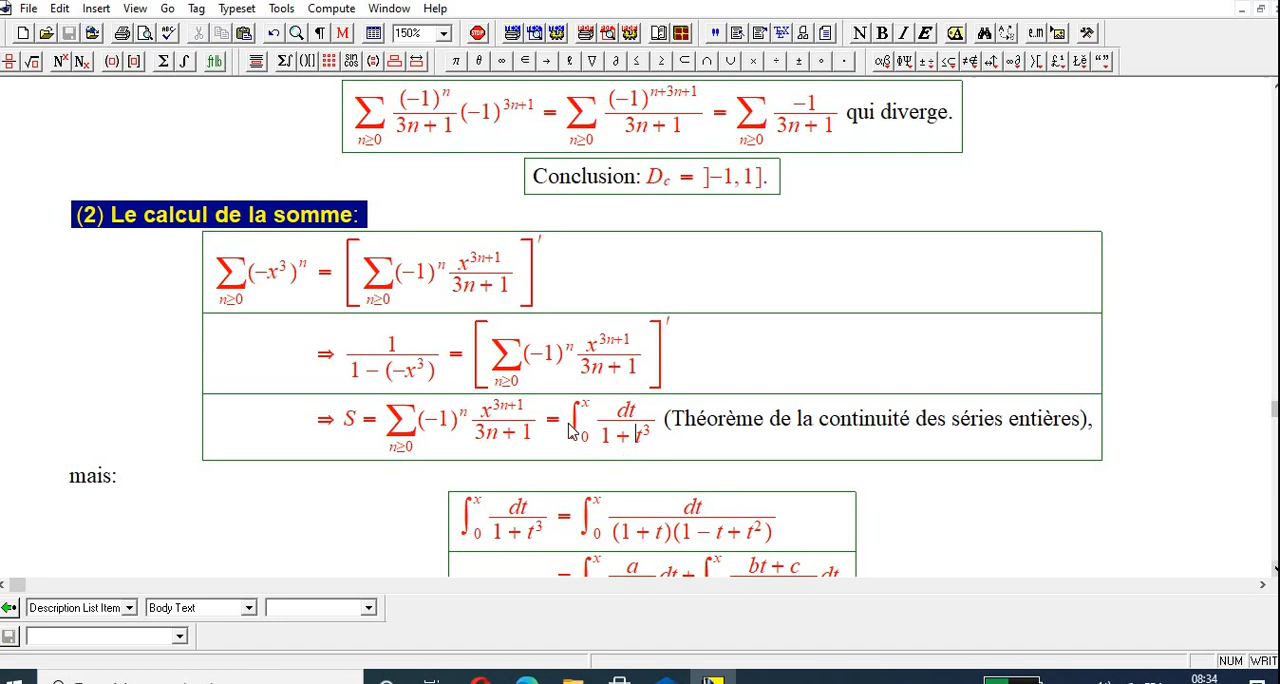 File Edit View Insert Go Tag Typeset Tools Compute Window Help
150% STOP N B I E e.m
∑_{n≥0} (-1)^n/(3n+1) (-1)^{3n+1} = ∑_{n≥0} (-1)^{n+3n+1}/(3n+1) = ∑_{n≥0} -1/(3n+1) qui diverge.
Conclusion: D_c = ]-1, 1].
(2) Le calcul de la somme:
∑_{n≥0} (-x^3)^n = [∑_{n≥0} (-1)^n x^{3n+1}/(3n+1)]′
⇒ 1/(1 - (-x^3)) = [∑_{n≥0} (-1)^n x^{3n+1}/(3n+1)]′
⇒ S = ∑_{n≥0} (-1)^n x^{3n+1}/(3n+1) = ∫_0^x dt/(1 + t^3) (Théorème de la continuité des séries entières),
mais:
∫_0^x dt/(1 + t^3) = ∫_0^x dt/((1 + t)(1 - t + t^2))
Description List Item Body Text
NUM WRIT
08:34